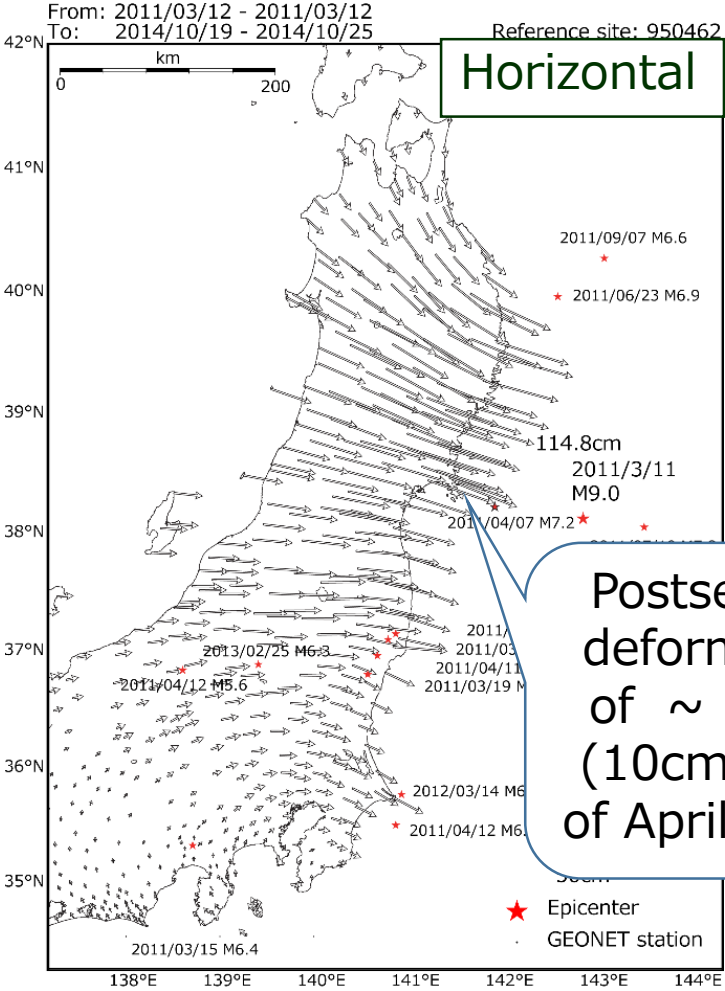 From: 2011/03/12 - 2011/03/12
To: 2014/10/19 - 2014/10/25
Reference site: 950462
42°N
km
0 200
Horizontal
41°N
2011/09/07 M6.6
40°N
2011/06/23 M6.9
39°N
114.8cm
2011/3/11
M9.0
38°N
2011/04/07 M7.2
of ~
(10cm
of April
37°N
2013/02/25 M6.3
2011/04/12 M5.6
2011/04/11
2011/03/19
36°N
2012/03/14
2011/04/12
35°N
Epicenter
GEONET station
2011/03/15 M6.4
138°E 139°E 140°E 141°E 142°E 143°E 144°E